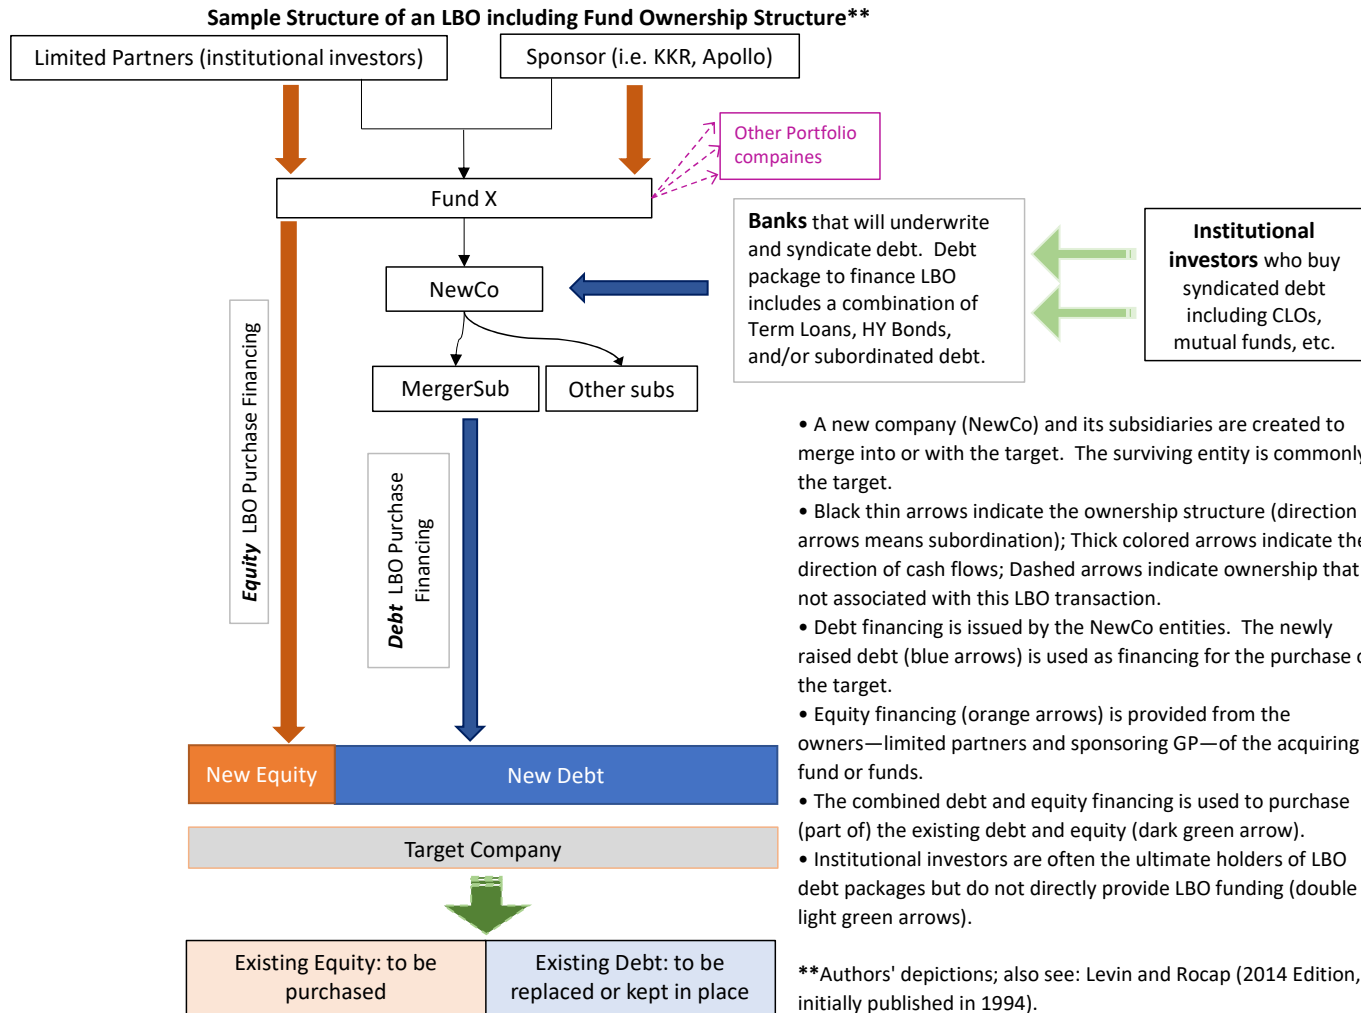 Sample Structure of an LBO including Fund Ownership Structure**
Limited Partners (institutional investors)
Sponsor (i.e. KKR, Apollo)
Other Portfolio
compaines
Fund X
Banks that will underwrite
and syndicate debt. Debt
package to finance LBO
includes a combination of
Term Loans, HY Bonds,
and/or subordinated debt.
Institutional
investors who buy
syndicated debt
including CLOs,
mutual funds, etc.
NewCo
MergerSub
Other subs
Equity LBO Purchase Financing
Debt LBO Purchase
Financing
• A new company (NewCo) and its subsidiaries are created to
merge into or with the target. The surviving entity is commonly
the target.
• Black thin arrows indicate the ownership structure (direction
arrows means subordination); Thick colored arrows indicate the
direction of cash flows; Dashed arrows indicate ownership that
not associated with this LBO transaction.
• Debt financing is issued by the NewCo entities. The newly
raised debt (blue arrows) is used as financing for the purchase
the target.
• Equity financing (orange arrows) is provided from the
owners—limited partners and sponsoring GP—of the acquiring
fund or funds.
• The combined debt and equity financing is used to purchase
(part of) the existing debt and equity (dark green arrow).
• Institutional investors are often the ultimate holders of LBO
debt packages but do not directly provide LBO funding (double
light green arrows).
New Equity
New Debt
Target Company
Existing Equity: to be
purchased
Existing Debt: to be
replaced or kept in place
**Authors' depictions; also see: Levin and Rocap (2014 Edition,
initially published in 1994).